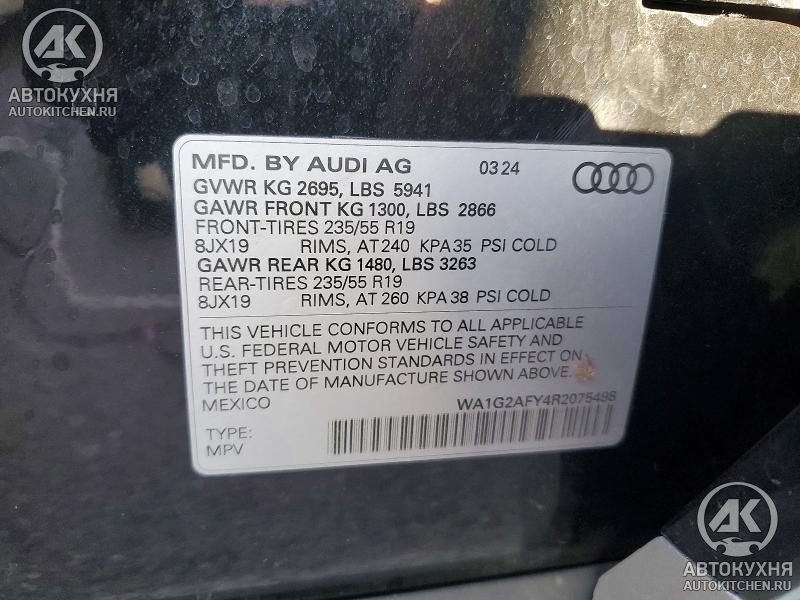 АК
АВТОКУХНЯ
AUTOKITCHEN.RU
MFD. BY AUDI AG 03 24
GVWR KG 2695, LBS 5941
GAWR FRONT KG 1300, LBS 2866
FRONT-TIRES 235/55 R19
8JX19 RIMS, AT 240 KPA 35 PSI COLD
GAWR REAR KG 1480, LBS 3263
REAR-TIRES 235/55 R19
8JX19 RIMS, AT 260 KPA 38 PSI COLD
THIS VEHICLE CONFORMS TO ALL APPLICABLE
U.S. FEDERAL MOTOR VEHICLE SAFETY AND
THEFT PREVENTION STANDARDS IN EFFECT ON
THE DATE OF MANUFACTURE SHOWN ABOVE.
MEXICO WA1G2AFY4R2075498
TYPE:
MPV
АК
АВТОКУХНЯ
AUTOKITCHEN.RU